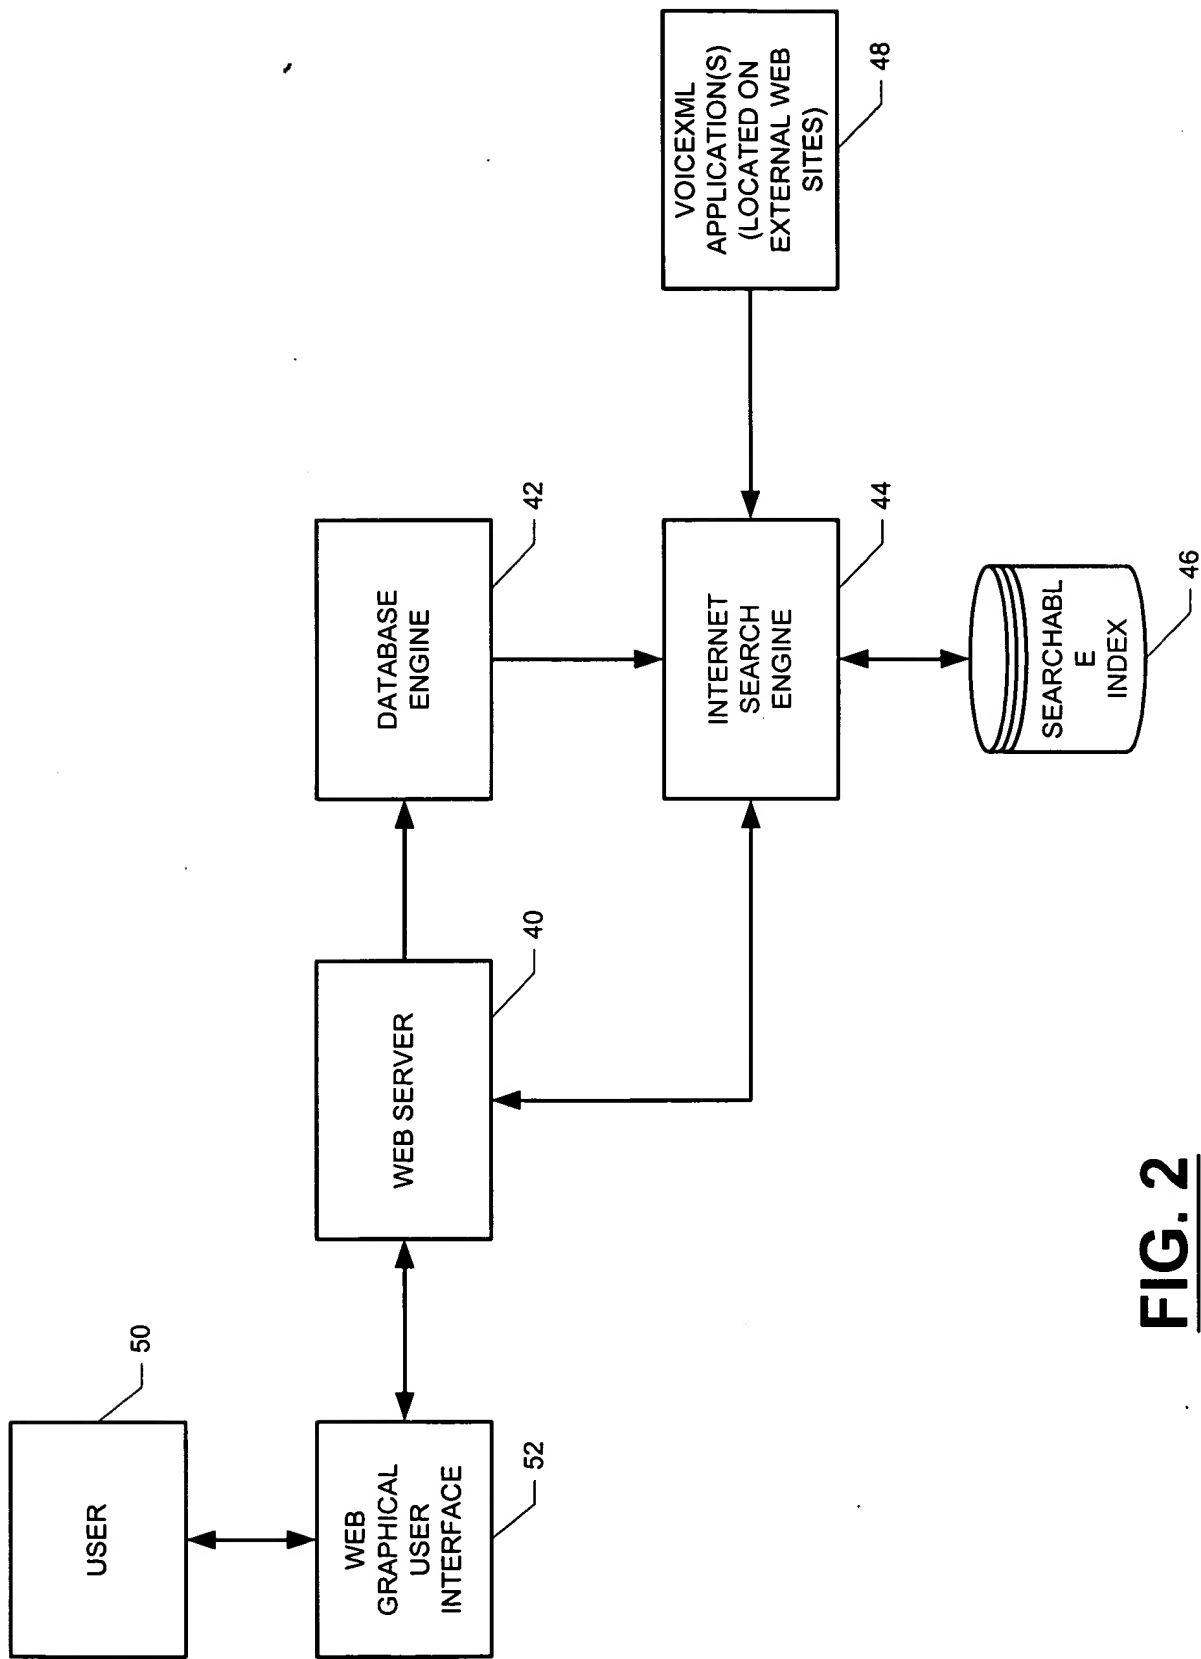 USER
50
WEB
GRAPHICAL
USER
INTERFACE
52
WEB SERVER
40
DATABASE
ENGINE
42
INTERNET
SEARCH
ENGINE
44
SEARCHABL
E
INDEX
46
VOICEXML
APPLICATION(S)
(LOCATED ON
EXTERNAL WEB
SITES)
48
FIG. 2